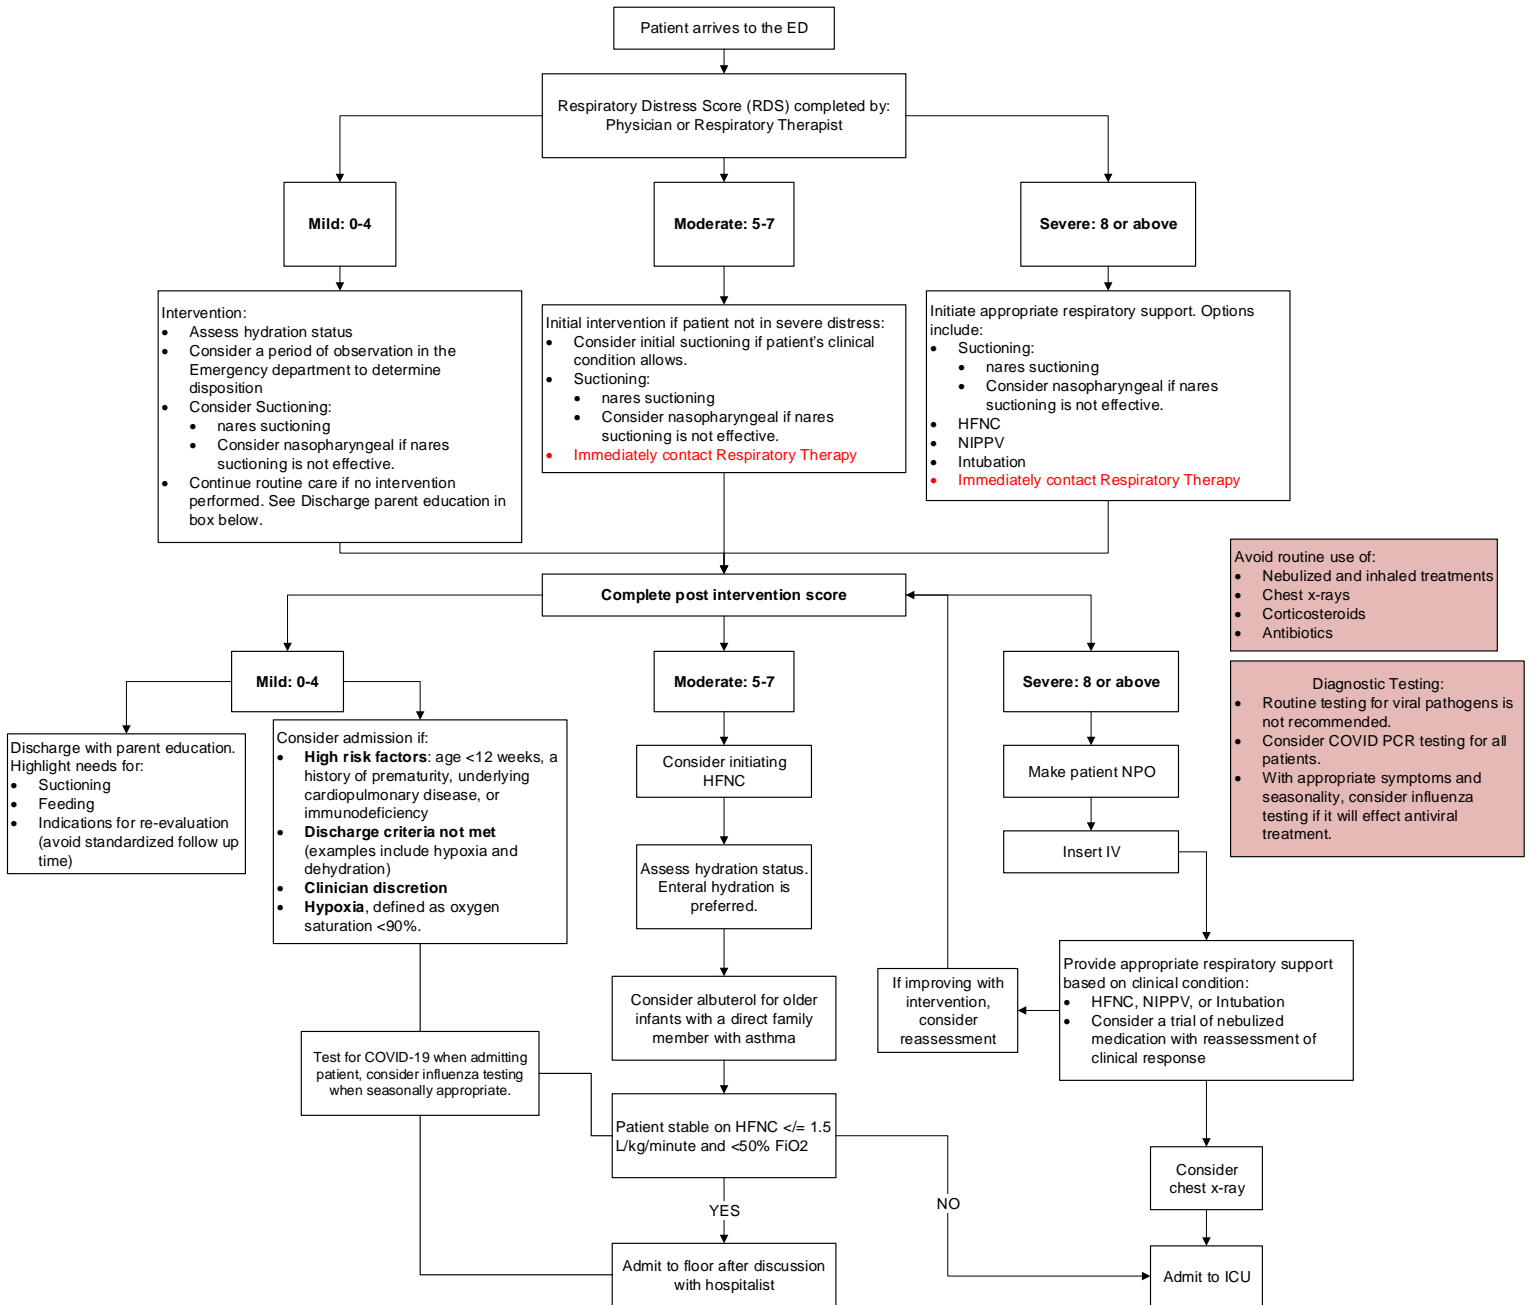 Patient arrives to the ED
Respiratory Distress Score (RDS) completed by:
Physician or Respiratory Therapist
Mild: 0-4
Moderate: 5-7
Severe: 8 or above
Intervention:
• Assess hydration status
• Consider a period of observation in the
Emergency department to determine
disposition
• Consider Suctioning:
• nares suctioning
• Consider nasopharyngeal if nares
suctioning is not effective.
• Continue routine care if no intervention
performed. See Discharge parent education in
box below.
Initial intervention if patient not in severe distress:
• Consider initial suctioning if patient's clinical
condition allows.
• Suctioning:
• nares suctioning
• Consider nasopharyngeal if nares
suctioning is not effective.
• Immediately contact Respiratory Therapy
Initiate appropriate respiratory support. Options
include:
• Suctioning:
• nares suctioning
• Consider nasopharyngeal if nares
suctioning is not effective.
• HFNC
• NIPPV
• Intubation
• Immediately contact Respiratory Therapy
Avoid routine use of:
• Nebulized and inhaled treatments
• Chest x-rays
• Corticosteroids
• Antibiotics
Complete post intervention score
Mild: 0-4
Moderate: 5-7
Severe: 8 or above
Diagnostic Testing:
• Routine testing for viral pathogens is
not recommended.
• Consider COVID PCR testing for all
patients.
• With appropriate symptoms and
seasonality, consider influenza
testing if it will effect antiviral
treatment.
Discharge with parent education.
Highlight needs for:
• Suctioning
• Feeding
• Indications for re-evaluation
(avoid standardized follow up
time)
Consider admission if:
• High risk factors: age <12 weeks, a
history of prematurity, underlying
cardiopulmonary disease, or
immunodeficiency
• Discharge criteria not met
(examples include hypoxia and
dehydration)
• Clinician discretion
• Hypoxia, defined as oxygen
saturation <90%.
Consider initiating
HFNC
Make patient NPO
Insert IV
Assess hydration status.
Enteral hydration is
preferred.
Consider albuterol for older
infants with a direct family
member with asthma
If improving with
intervention,
consider
reassessment
Provide appropriate respiratory support
based on clinical condition:
• HFNC, NIPPV, or Intubation
• Consider a trial of nebulized
medication with reassessment of
clinical response
Test for COVID-19 when admitting
patient, consider influenza testing
when seasonally appropriate.
Patient stable on HFNC </= 1.5
L/kg/minute and <50% FiO2
Consider
chest x-ray
YES
NO
Admit to floor after discussion
with hospitalist
Admit to ICU